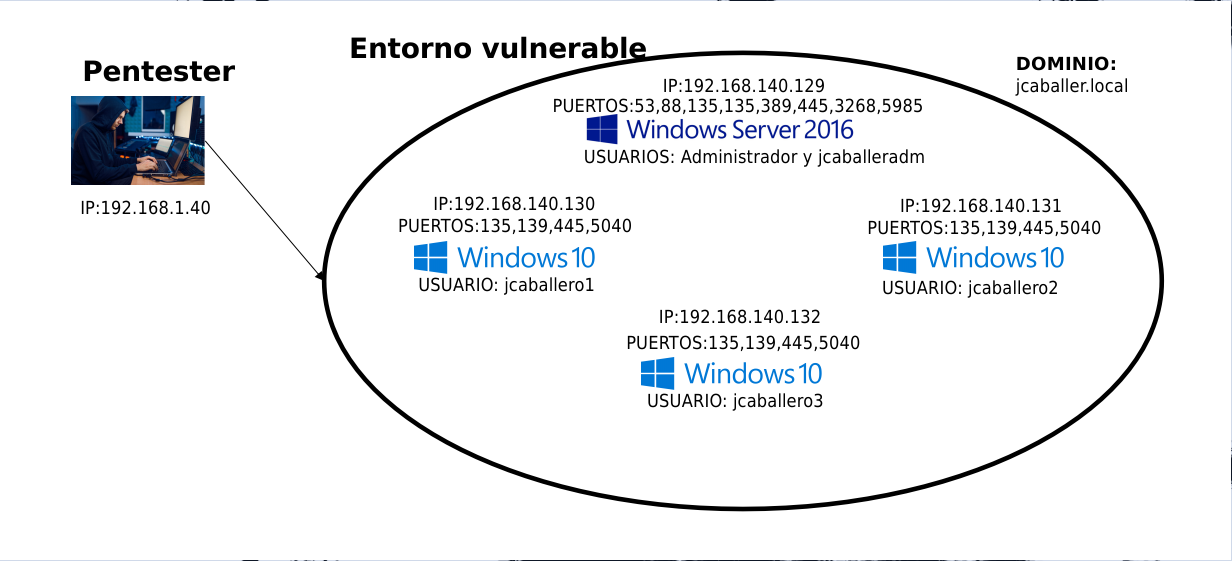 Entorno vulnerable
Pentester
DOMINIO:
jcaballer.local
IP:192.168.140.129
PUERTOS:53,88,135,135,389,445,3268,5985
Windows Server 2016
USUARIOS: Administrador y jcaballeradm
IP:192.168.1.40
IP:192.168.140.130
PUERTOS:135,139,445,5040
Windows 10
USUARIO: jcaballero1
IP:192.168.140.131
PUERTOS:135,139,445,5040
Windows 10
USUARIO: jcaballero2
IP:192.168.140.132
PUERTOS:135,139,445,5040
Windows 10
USUARIO: jcaballero3